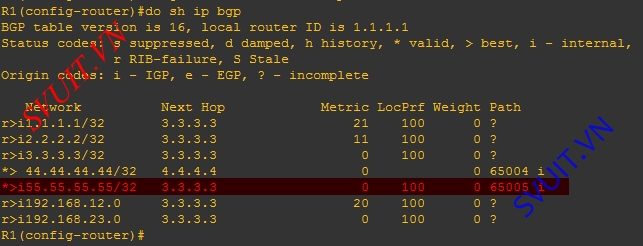 R1(config-router)#do sh ip bgp
BGP table version is 16, local router ID is 1.1.1.1
Status codes: s suppressed, d damped, h history, * valid, > best, i - internal,
r RIB-failure, S Stale
Origin codes: i - IGP, e - EGP, ? - incomplete
Network Next Hop Metric LocPrf Weight Path
r>i1.1.1.1/32 3.3.3.3 21 100 0 ?
r>i2.2.2.2/32 3.3.3.3 11 100 0 ?
r>i3.3.3.3/32 3.3.3.3 0 100 0 ?
*> 44.44.44.44/32 4.4.4.4 0 0 65004 i
*>i55.55.55.55/32 3.3.3.3 0 100 0 65005 i
r>i192.168.12.0 3.3.3.3 20 100 0 ?
r>i192.168.23.0 3.3.3.3 0 100 0 ?
R1(config-router)#
SVUIT.VN
SVUIT.VN